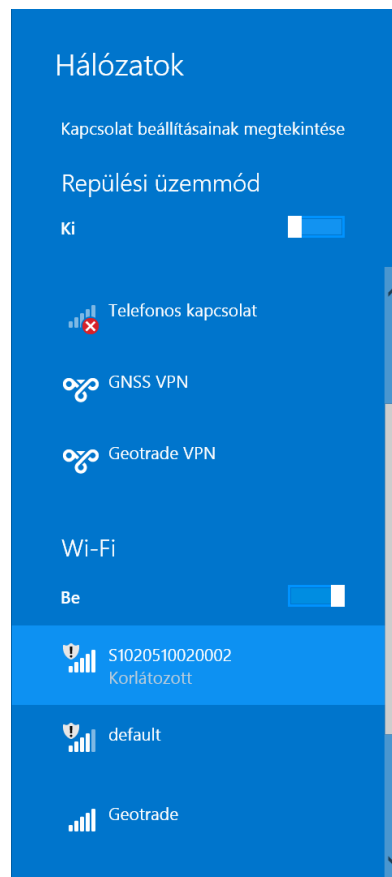 Hálózatok
Kapcsolat beállításainak megtekintése
Repülési üzemmód
Ki
Telefonos kapcsolat
GNSS VPN
Geotrade VPN
Wi-Fi
Be
S1020510020002
Korlátozott
default
Geotrade